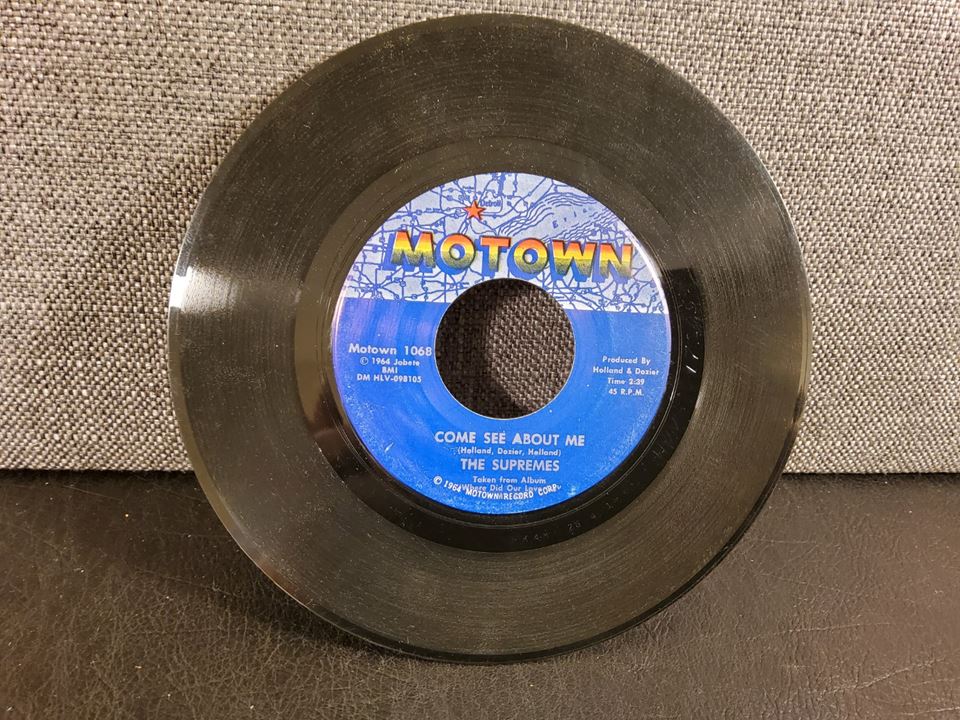 Detroit
MOTOWN
Motown 1068
℗ 1964 Jobete
BMI
DM HLV-098105
Produced By
Holland & Dozier
Time 2:39
45 R.P.M.
COME SEE ABOUT ME
(Holland, Dozier, Holland)
THE SUPREMES
Taken from Album
"Where Did Our Love
© 1964 MOTOWN RECORD CORP.